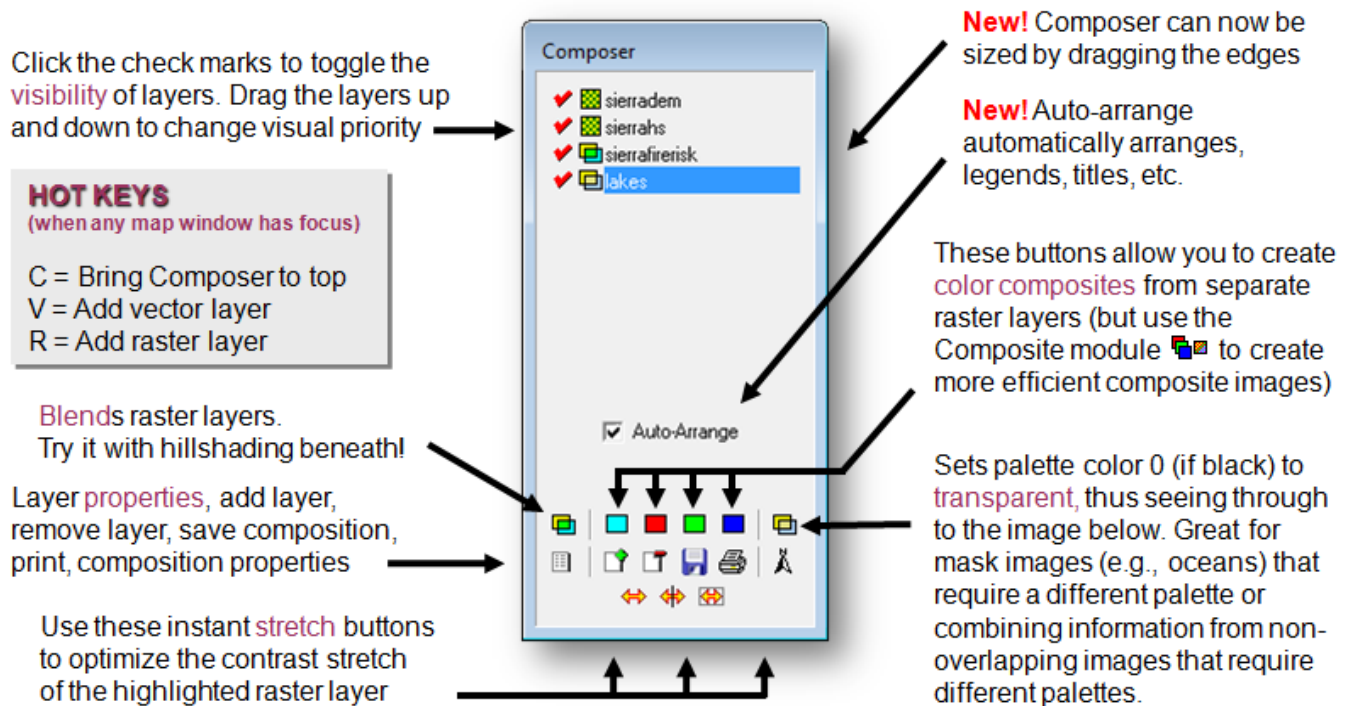 Click the check marks to toggle the
visibility of layers. Drag the layers up
and down to change visual priority
HOT KEYS
(when any map window has focus)
C = Bring Composer to top
V = Add vector layer
R = Add raster layer
Blends raster layers.
Try it with hillshading beneath!
Layer properties, add layer,
remove layer, save composition,
print, composition properties
Use these instant stretch buttons
to optimize the contrast stretch
of the highlighted raster layer
Composer
sierradem
sierrahs
sierrafirerisk
lakes
Auto-Arrange
New! Composer can now be
sized by dragging the edges
New! Auto-arrange
automatically arranges,
legends, titles, etc.
These buttons allow you to create
color composites from separate
raster layers (but use the
Composite module to create
more efficient composite images)
Sets palette color 0 (if black) to
transparent, thus seeing through
to the image below. Great for
mask images (e.g., oceans) that
require a different palette or
combining information from non-
overlapping images that require
different palettes.